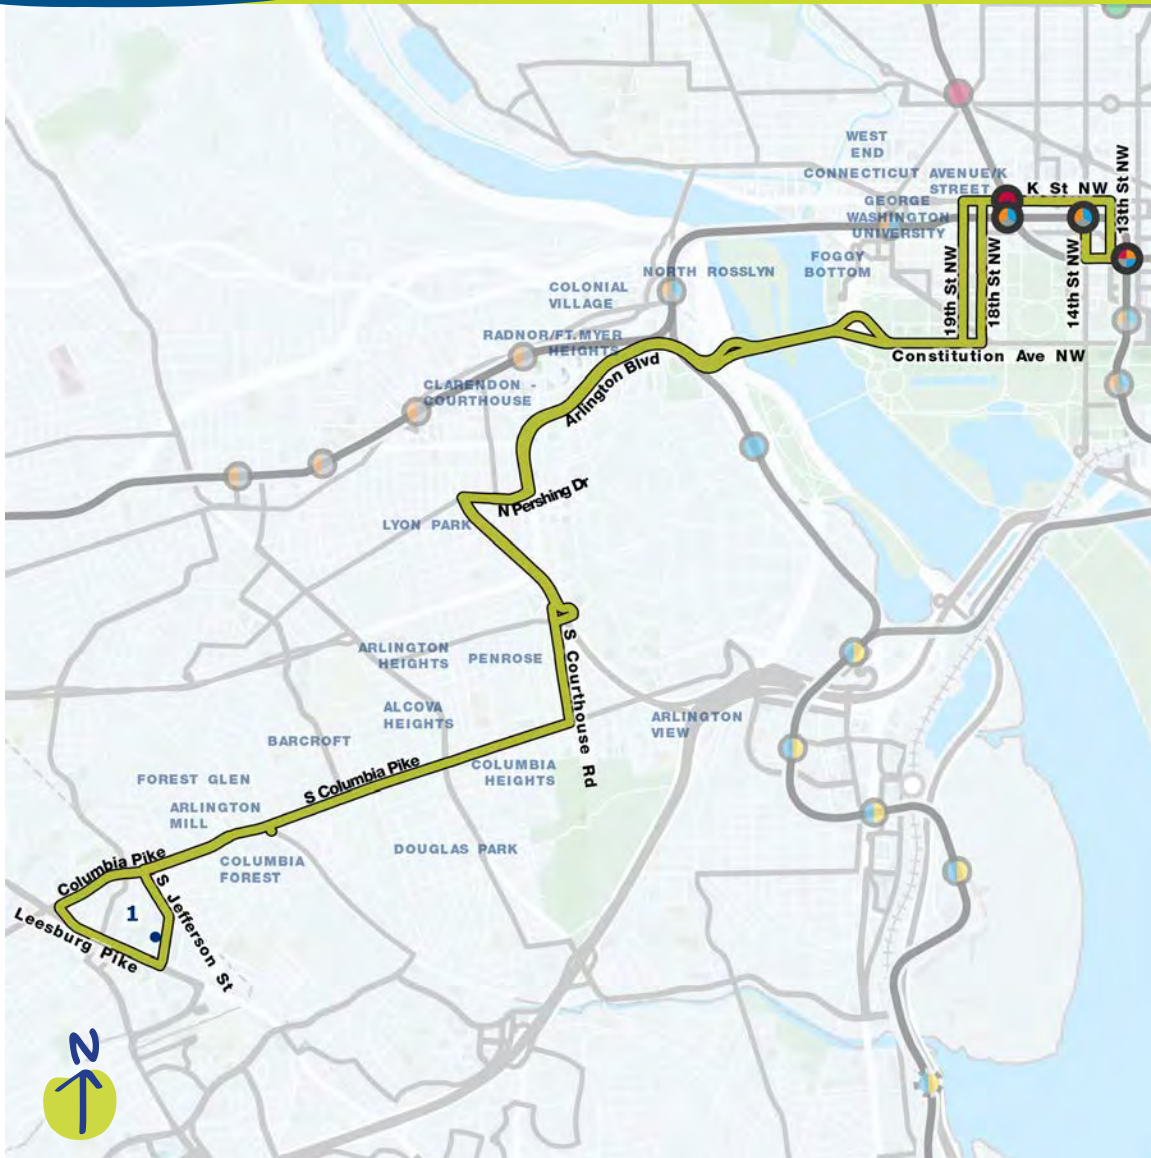 WEST
END
CONNECTICUT AVENUE/K
STREET
K St NW
13th St NW
GEORGE
WASHINGTON
UNIVERSITY
FOGGY
BOTTOM
19th St NW
18th St NW
14th St NW
Constitution Ave NW
NORTH ROSSLYN
COLONIAL
VILLAGE
RADNOR/FT.MYER
HEIGHTS
Arlington Blvd
CLARENDON -
COURTHOUSE
N Pershing Dr
LYON PARK
ARLINGTON
HEIGHTS
PENROSE
S Courthouse Rd
ALCOVA
HEIGHTS
ARLINGTON
VIEW
BARCROFT
COLUMBIA
HEIGHTS
S Columbia Pike
FOREST GLEN
ARLINGTON
MILL
DOUGLAS PARK
COLUMBIA
FOREST
Columbia Pike
S Jefferson St
1
Leesburg Pike
N